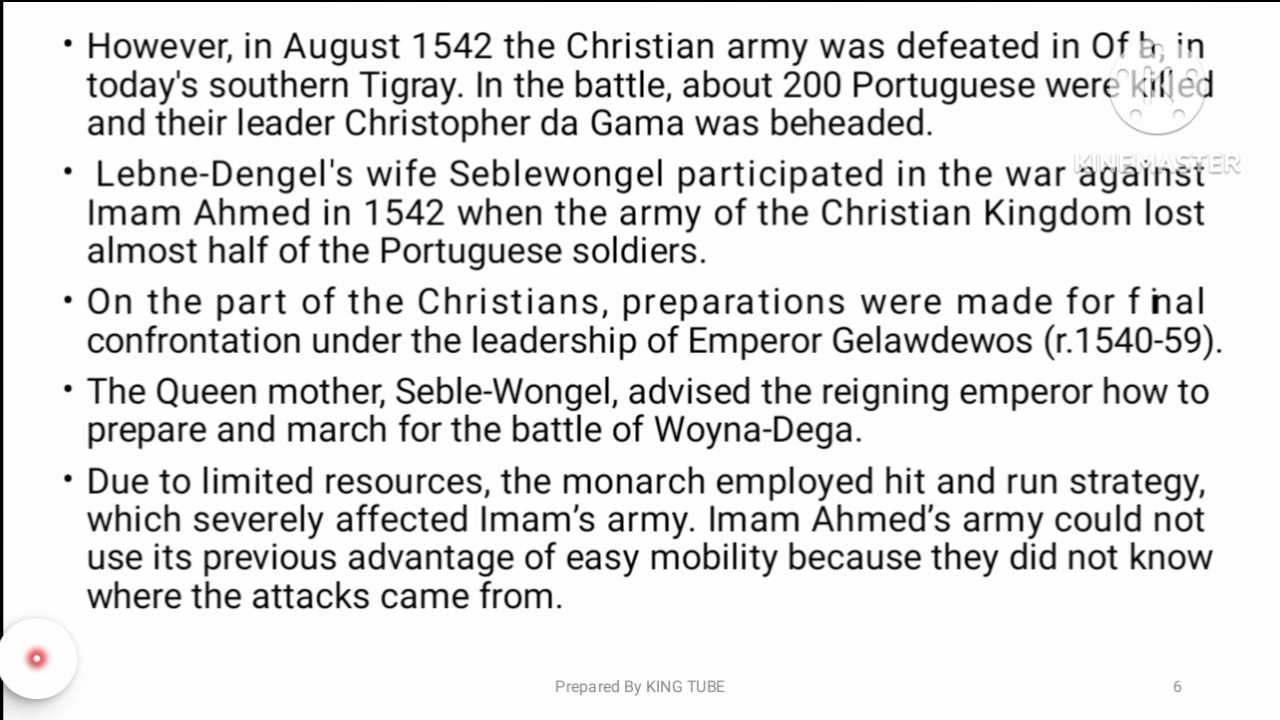 • However, in August 1542 the Christian army was defeated in Of la, in
today's southern Tigray. In the battle, about 200 Portuguese were killed
and their leader Christopher da Gama was beheaded.
• Lebne-Dengel's wife Seblewongel participated in the war against
KINEMASTER
Imam Ahmed in 1542 when the army of the Christian Kingdom lost
almost half of the Portuguese soldiers.
• On the part of the Christians, preparations were made for f inal
confrontation under the leadership of Emperor Gelawdewos (r.1540-59).
• The Queen mother, Seble-Wongel, advised the reigning emperor how to
prepare and march for the battle of Woyna-Dega.
• Due to limited resources, the monarch employed hit and run strategy,
which severely affected Imam’s army. Imam Ahmed’s army could not
use its previous advantage of easy mobility because they did not know
where the attacks came from.
Prepared By KING TUBE
6